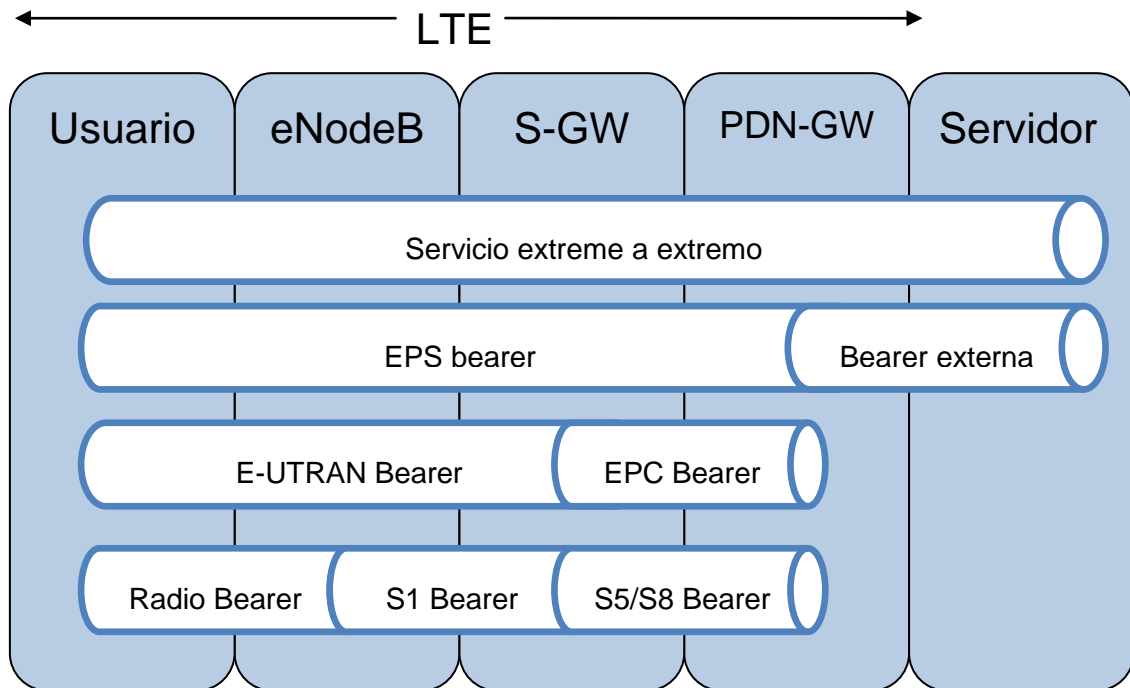 LTE
Usuario
eNodeB
S-GW
PDN-GW
Servidor
Servicio extreme a extremo
EPS bearer
Bearer externa
E-UTRAN Bearer
EPC Bearer
Radio Bearer
S1 Bearer
S5/S8 Bearer